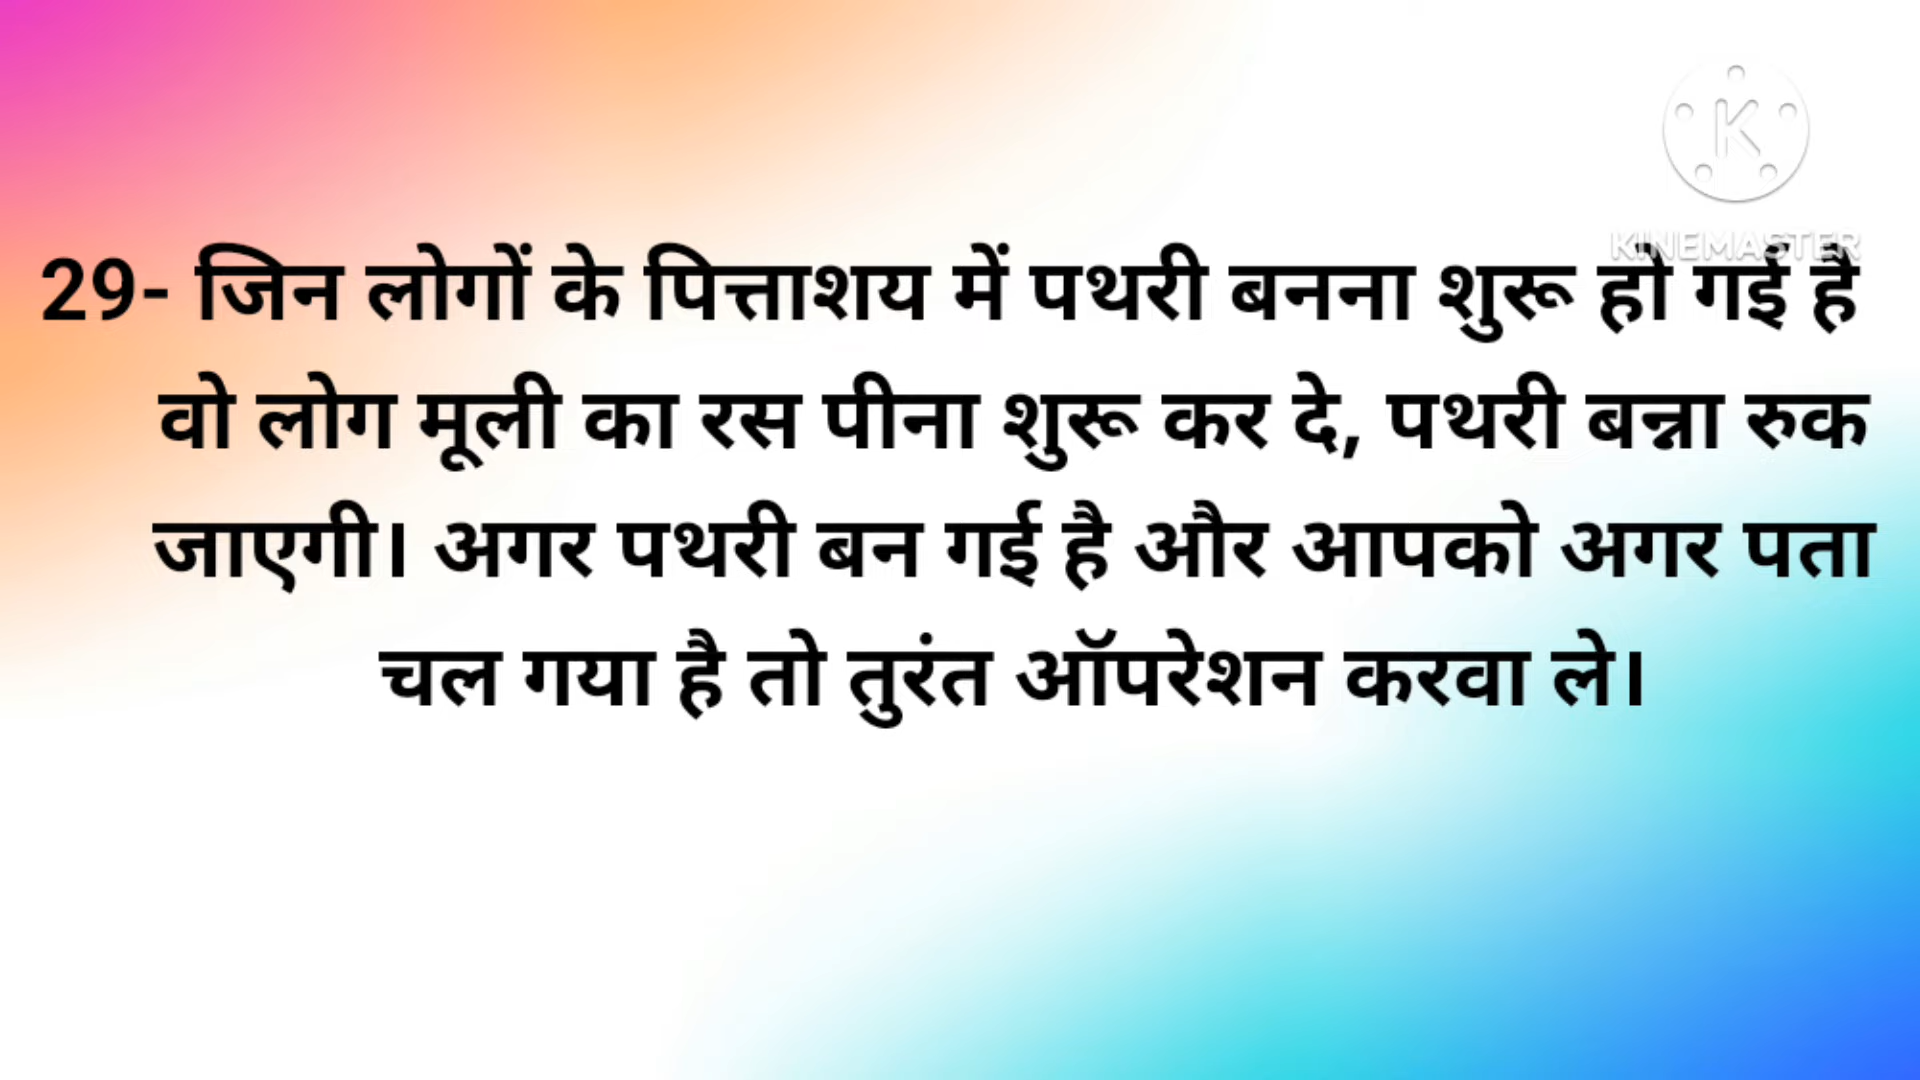 KINEMASTER
29- जिन लोगों के पित्ताशय में पथरी बनना शुरू हो गई है
वो लोग मूली का रस पीना शुरू कर दे, पथरी बन्ना रुक
जाएगी। अगर पथरी बन गई है और आपको अगर पता
चल गया है तो तुरंत ऑपरेशन करवा ले।